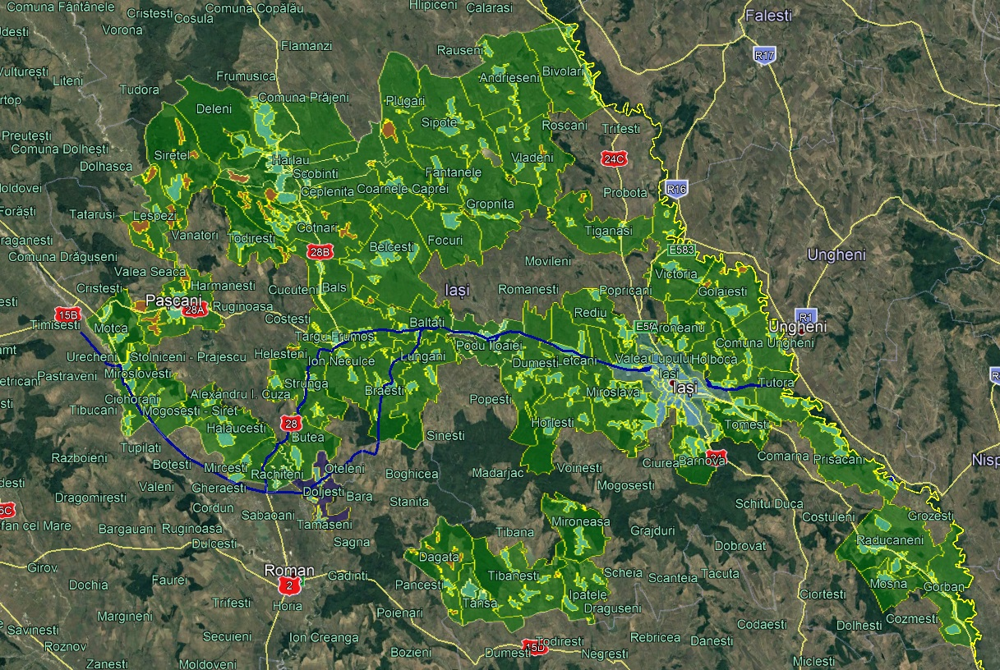 Comuna Fântânele
Cristesti
Comuna Copălău
Hlipiceni
Calarasi
Cosula
Vorona
Falesti
Flamanzi
Rauseni
R17
Liteni
Frumusica
Andrieseni
Bivolari
Tudora
Comuna Prăjeni
Plugari
Deleni
Sipote
Roscani
Trifesti
Preutești
Comuna Dolhești
Siretel
Harlau
Vladeni
24C
Dolhasca
Scobinti
Fantanele
R16
Ceplenita
Coarnele Caprei
Probota
Gropnita
Tatarusi
Lespezi
Gotnari
Tiganasi
Vanatori
Todiresti
Focuri
Belcesti
28B
E583
Ungheni
Comuna Drăguseni
Movileni
Valea Seaca
Victoria
Cristesti
Harmanesti
Cucuteni
Bals
Iași
Romanesti
Popricani
Golaiesti
Pascani
28A
Ruginoasa
15B
Costesti
Rediu
R1
Timisesti
Motca
Baltati
E5A
Aroneanu
Ungheni
Targu Frumos
Podu Iloaiei
Comuna Ungheni
Urecheni
Stolniceni - Prăjescu
Helesteni
Ion Neculce
Lungani
Dumesti
Letcani
Valea Lupului
Holboca
Pastraveni
Miroslovesti
Iasi
Iași
Tutora
Strunga
Braesti
Miroslava
Alexandru I. Cuza
Ciohorani
Popesti
Tibucani
Mogosesti - Siret
28
Horlesti
Tomesti
Halaucesti
Butea
Sinesti
Tupilati
Razboieni
Comarna
Prisacani
Botesti
Mircesti
Oteleni
Ciurea
Barnova
24
Rachiteni
Boghicea
Madarjac
Voinesti
Valeni
Gheraesti
Doljesti
Bara
Mogosesti
Dragomiresti
Stanita
Schitu Duca
Cordun
Sabaoani
Costuleni
Grozesti
Bargauani
Ruginoasa
Tamaseni
Mironeasa
Tibana
Grajduri
Dulcesti
Sagna
Raducaneni
Dobrovat
Dagata
Girov
Roman
Gadinti
Tibanesti
Scheia
Tacuta
Scanteia
Faurei
Dochia
2
Pancesti
Mosna
Gorban
Ipatele
Ciortesti
Trifesti
Horia
Tansa
Draguseni
Poienari
Margineni
Cozmesti
Codaesti
Dolhesti
Savinesti
Secuieni
Ion Creanga
Todiresti
Rebricea
Danesti
Roznov
15D
Bozieni
Dumesti
Negresti
Zanesti
Moldoveni
Miclesti